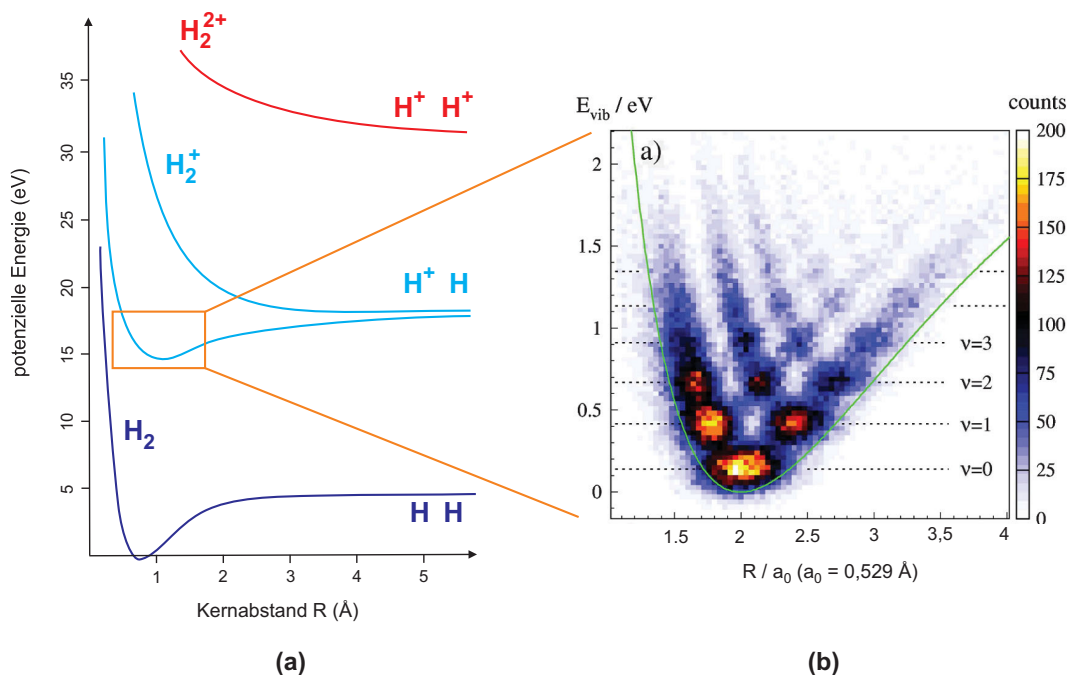 H₂²⁺
35
H⁺ H⁺
30
H₂⁺
25
potenzielle Energie (eV)
20
H⁺ H
15
10
H₂
5
H H
1
2
3
4
5
Kernabstand R (Å)
(a)
E_vib / eV
counts
a)
2
1.5
1
0.5
0
ν=3
ν=2
ν=1
ν=0
200
175
150
125
100
75
50
25
0
1.5
2
2.5
3
3,5
4
R / a₀ (a₀ = 0,529 Å)
(b)